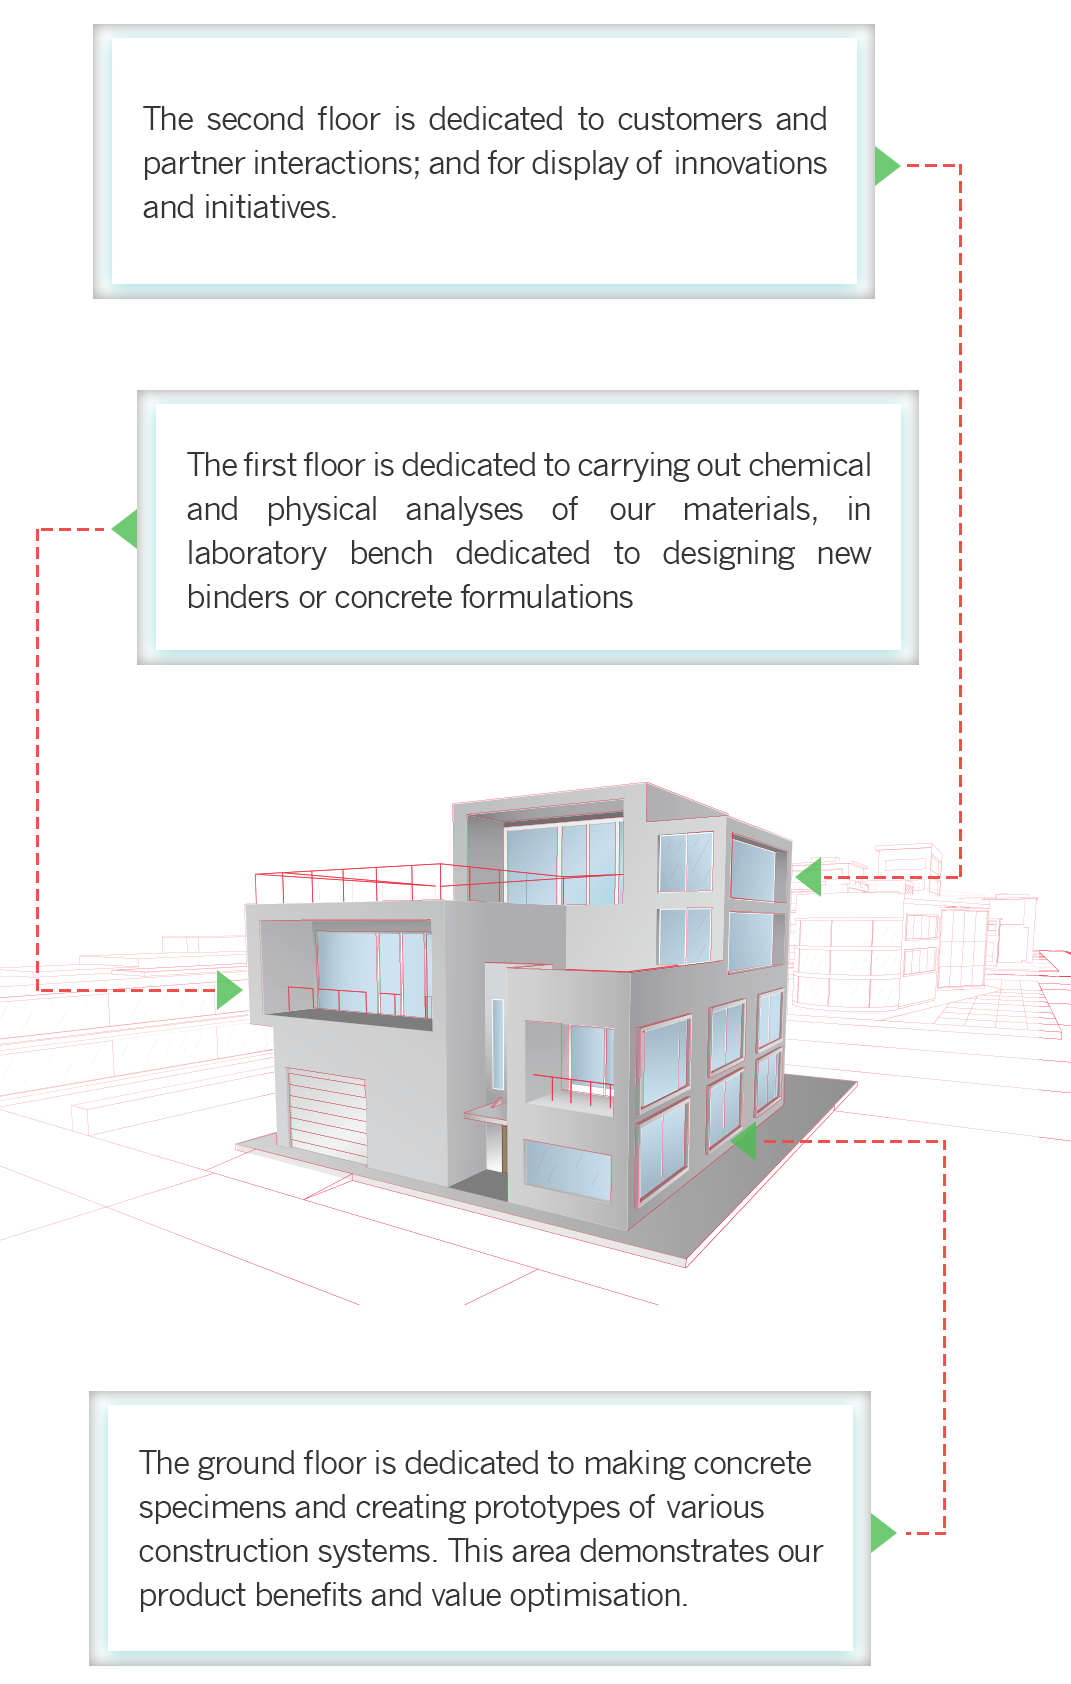 The second floor is dedicated to customers and
partner interactions; and for display of innovations
and initiatives.
The first floor is dedicated to carrying out chemical
and physical analyses of our materials, in
laboratory bench dedicated to designing new
binders or concrete formulations
The ground floor is dedicated to making concrete
specimens and creating prototypes of various
construction systems. This area demonstrates our
product benefits and value optimisation.